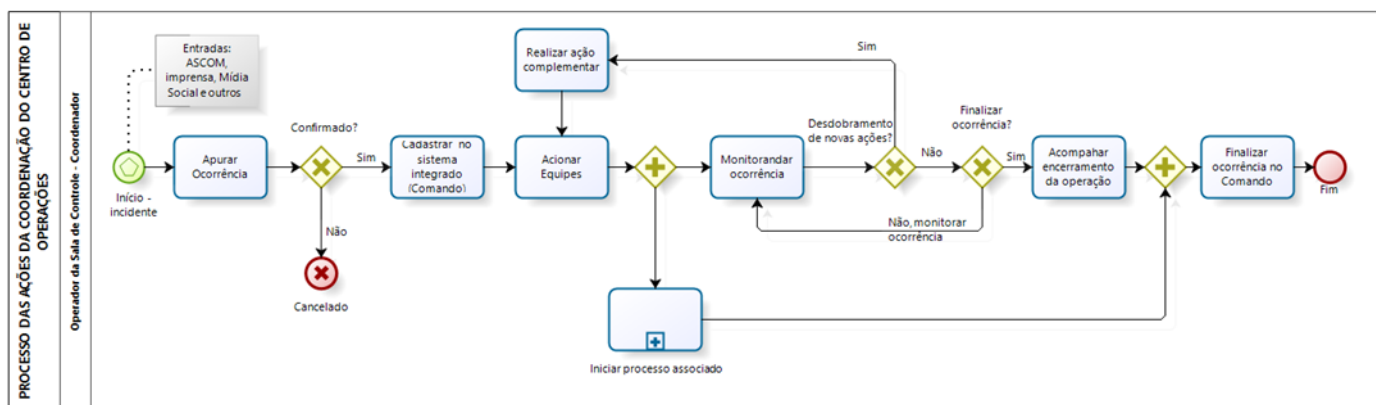 PROCESSO DAS AÇÕES DA COORDENAÇÃO DO CENTRO DE
OPERAÇÕES
Operador da Sala de Controle - Coordenador
Entradas:
ASCOM,
imprensa, Mídia
Social e outros
Início -
incidente
Apurar
Ocorrência
Confirmado?
Sim
Não
Cancelado
Cadastrar no
sistema
integrado
(Comando)
Realizar ação
complementar
Acionar
Equipes
Iniciar processo associado
Monitorandar
ocorrência
Sim
Desdobramento
de novas ações?
Não
Finalizar
ocorrência?
Sim
Não, monitorar
ocorrência
Acompahar
encerramento
da operação
Finalizar
ocorrência no
Comando
Fim